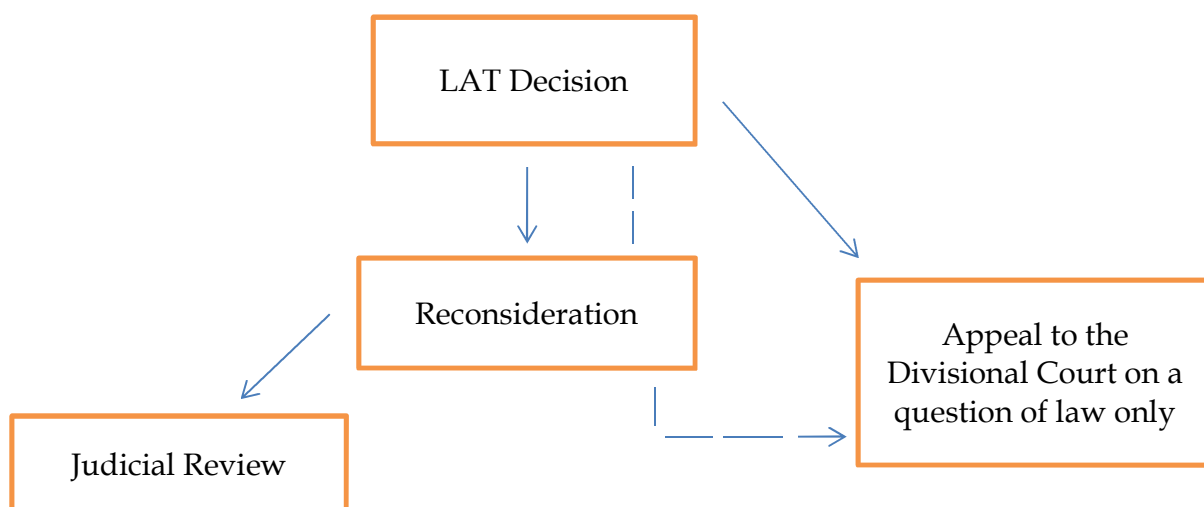 LAT Decision
Reconsideration
Appeal to the
Divisional Court on a
question of law only
Judicial Review